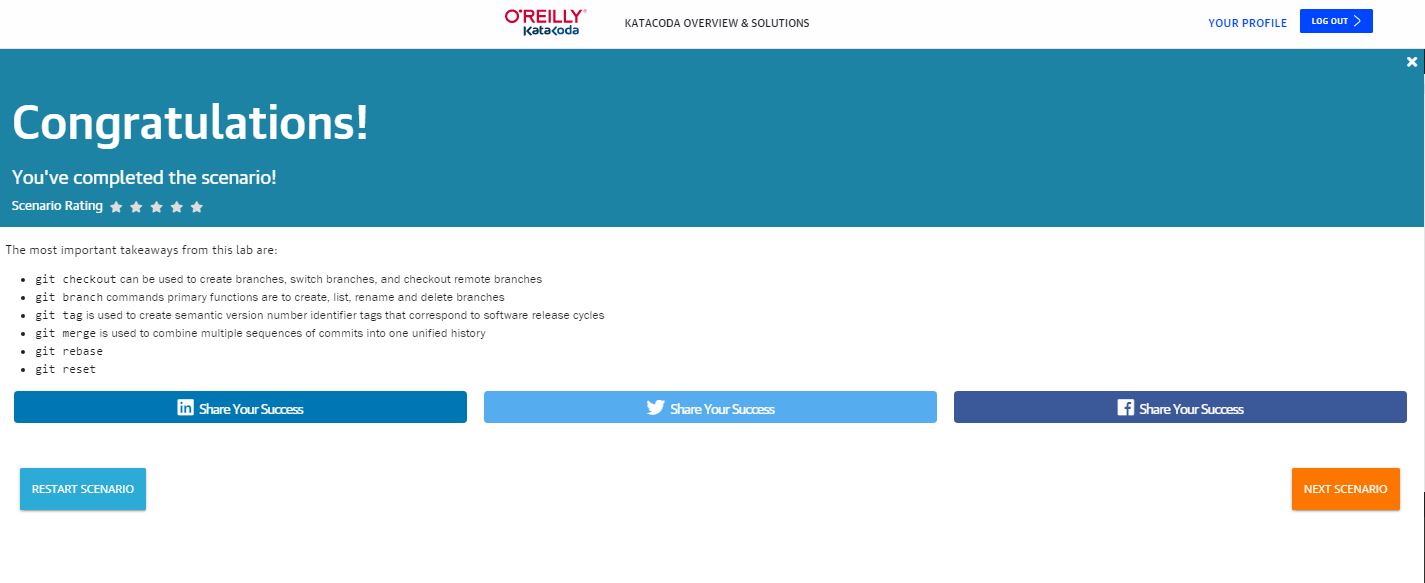 O'REILLY
Katacoda
KATACODA OVERVIEW & SOLUTIONS
YOUR PROFILE
LOG OUT
Congratulations!
You've completed the scenario!
Scenario Rating
The most important takeaways from this lab are:
git checkout can be used to create branches, switch branches, and checkout remote branches
git branch commands primary functions are to create, list, rename and delete branches
git tag is used to create semantic version number identifier tags that correspond to software release cycles
git merge is used to combine multiple sequences of commits into one unified history
git rebase
git reset
Share Your Success
Share Your Success
Share Your Success
RESTART SCENARIO
NEXT SCENARIO